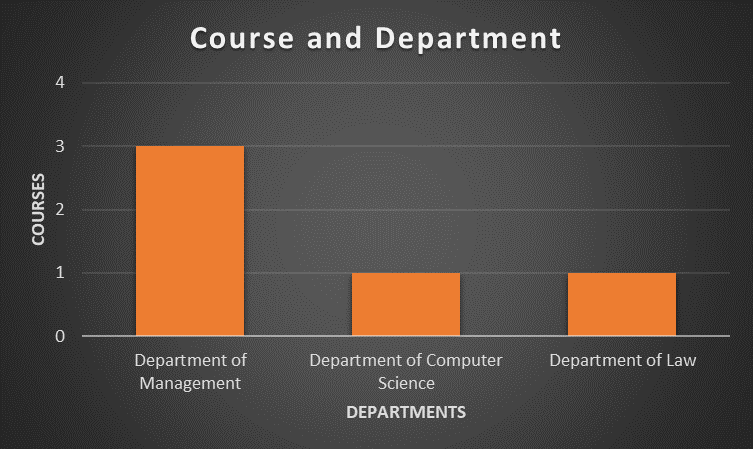 Course and Department
4
3
2
1
0
COURSES
Department of
Management
Department of Computer
Science
Department of Law
DEPARTMENTS